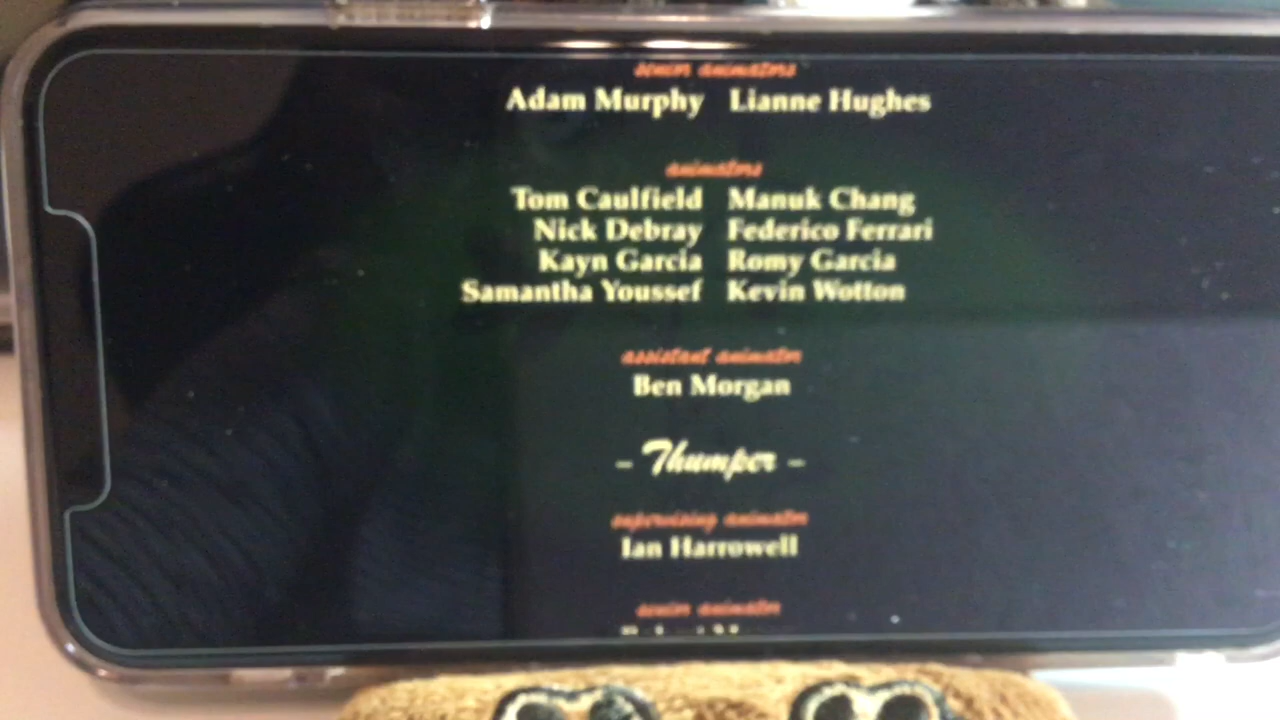 senior animators
Adam Murphy Lianne Hughes
animators
Tom Caulfield Manuk Chang
Nick Debray Federico Ferrari
Kayn Garcia Romy Garcia
Samantha Youssef Kevin Wotton
assistant animator
Ben Morgan
– Thumper –
supervising animator
Ian Harrowell
senior animator